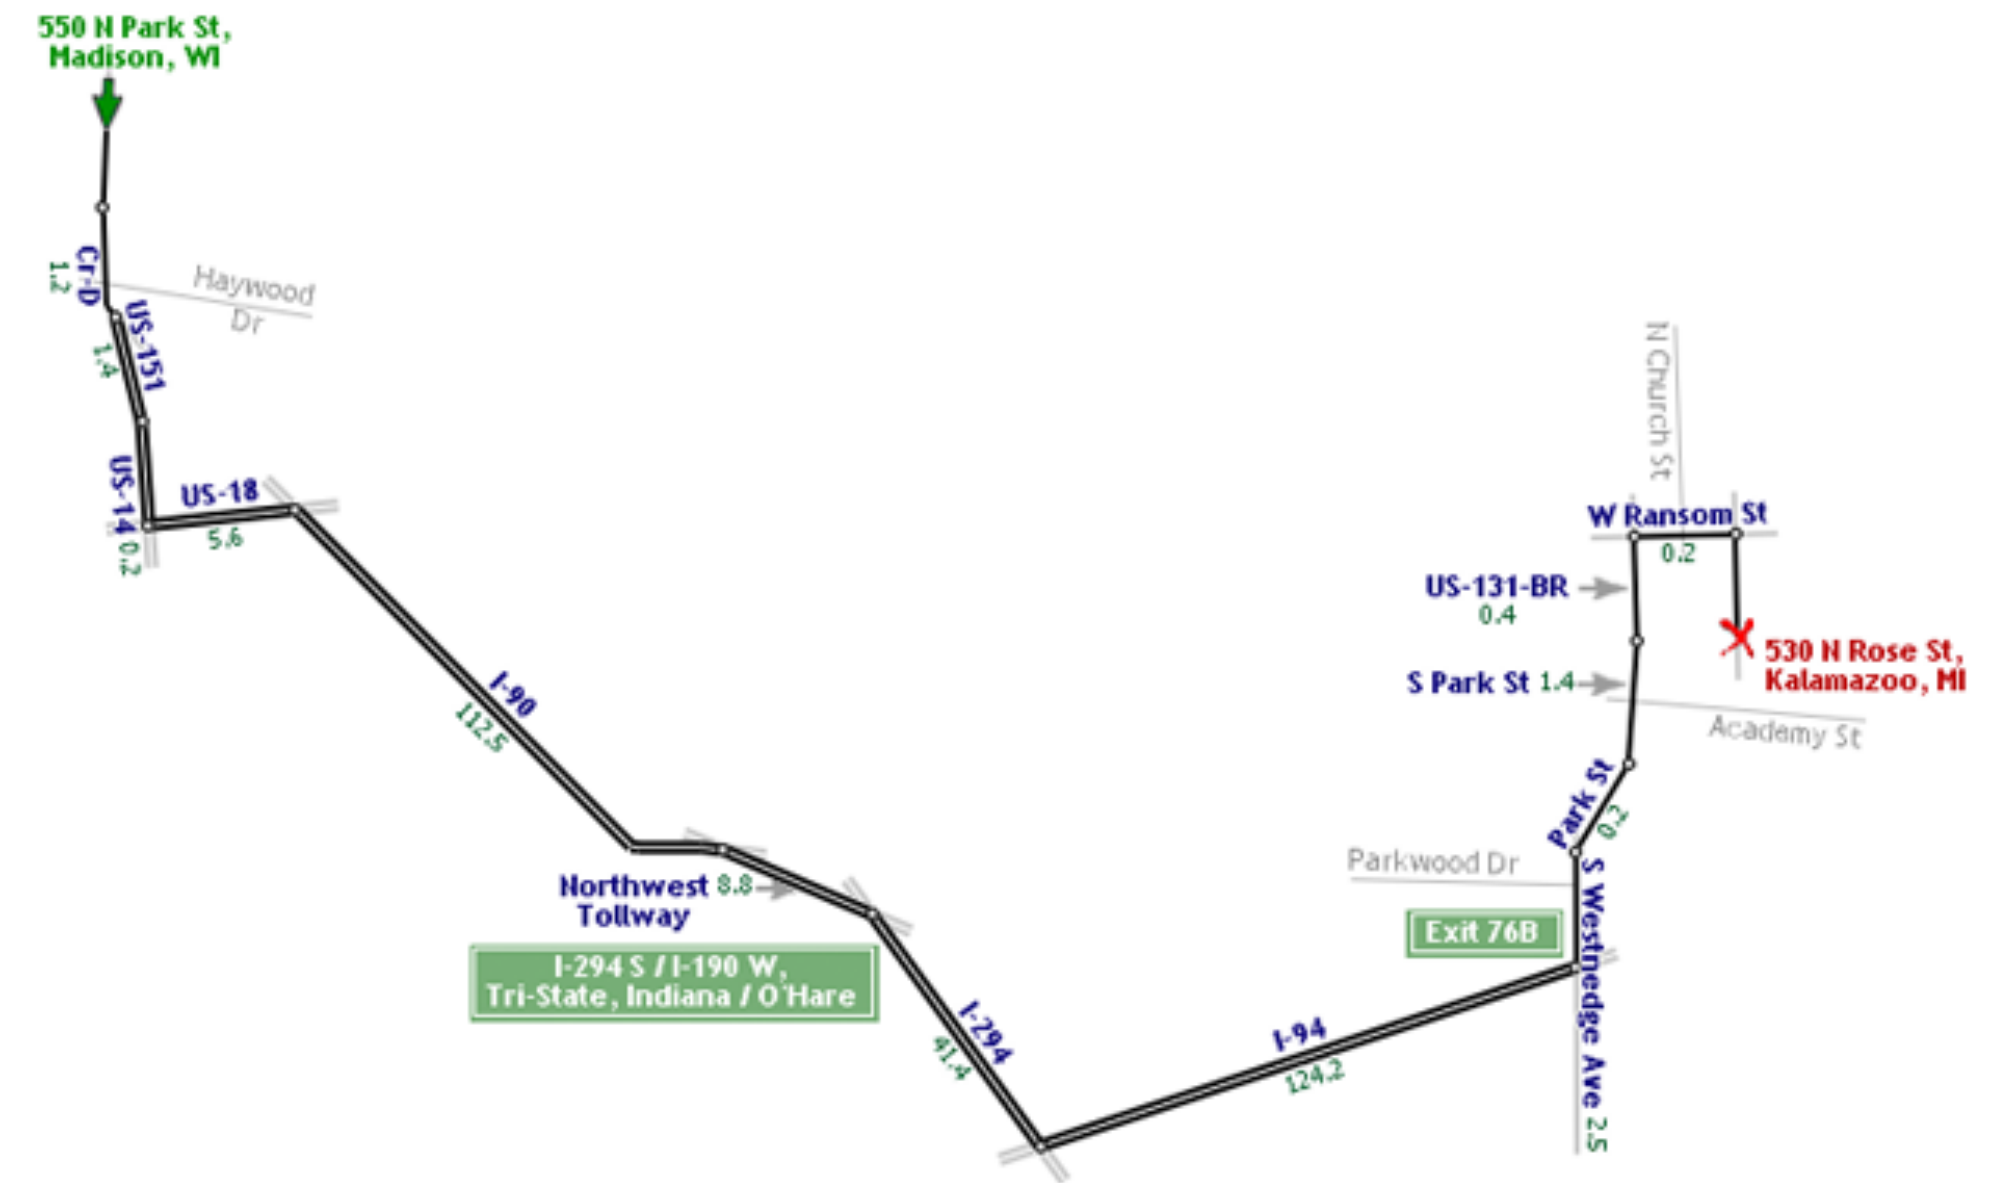 550 N Park St,
Madison, WI
Cr-D
1.2
Haywood
Dr
US-151
1.4
US-14
0.2
US-18
5.6
I-90
112.5
Northwest 8.8
Tollway
I-294 S / I-190 W,
Tri-State, Indiana / O'Hare
I-294
41.4
I-94
124.2
Exit 76B
S Westnedge Ave 2.5
Parkwood Dr
Park St
0.2
Academy St
S Park St 1.4
US-131-BR
0.4
W Ransom St
0.2
N Church St
530 N Rose St,
Kalamazoo, MI